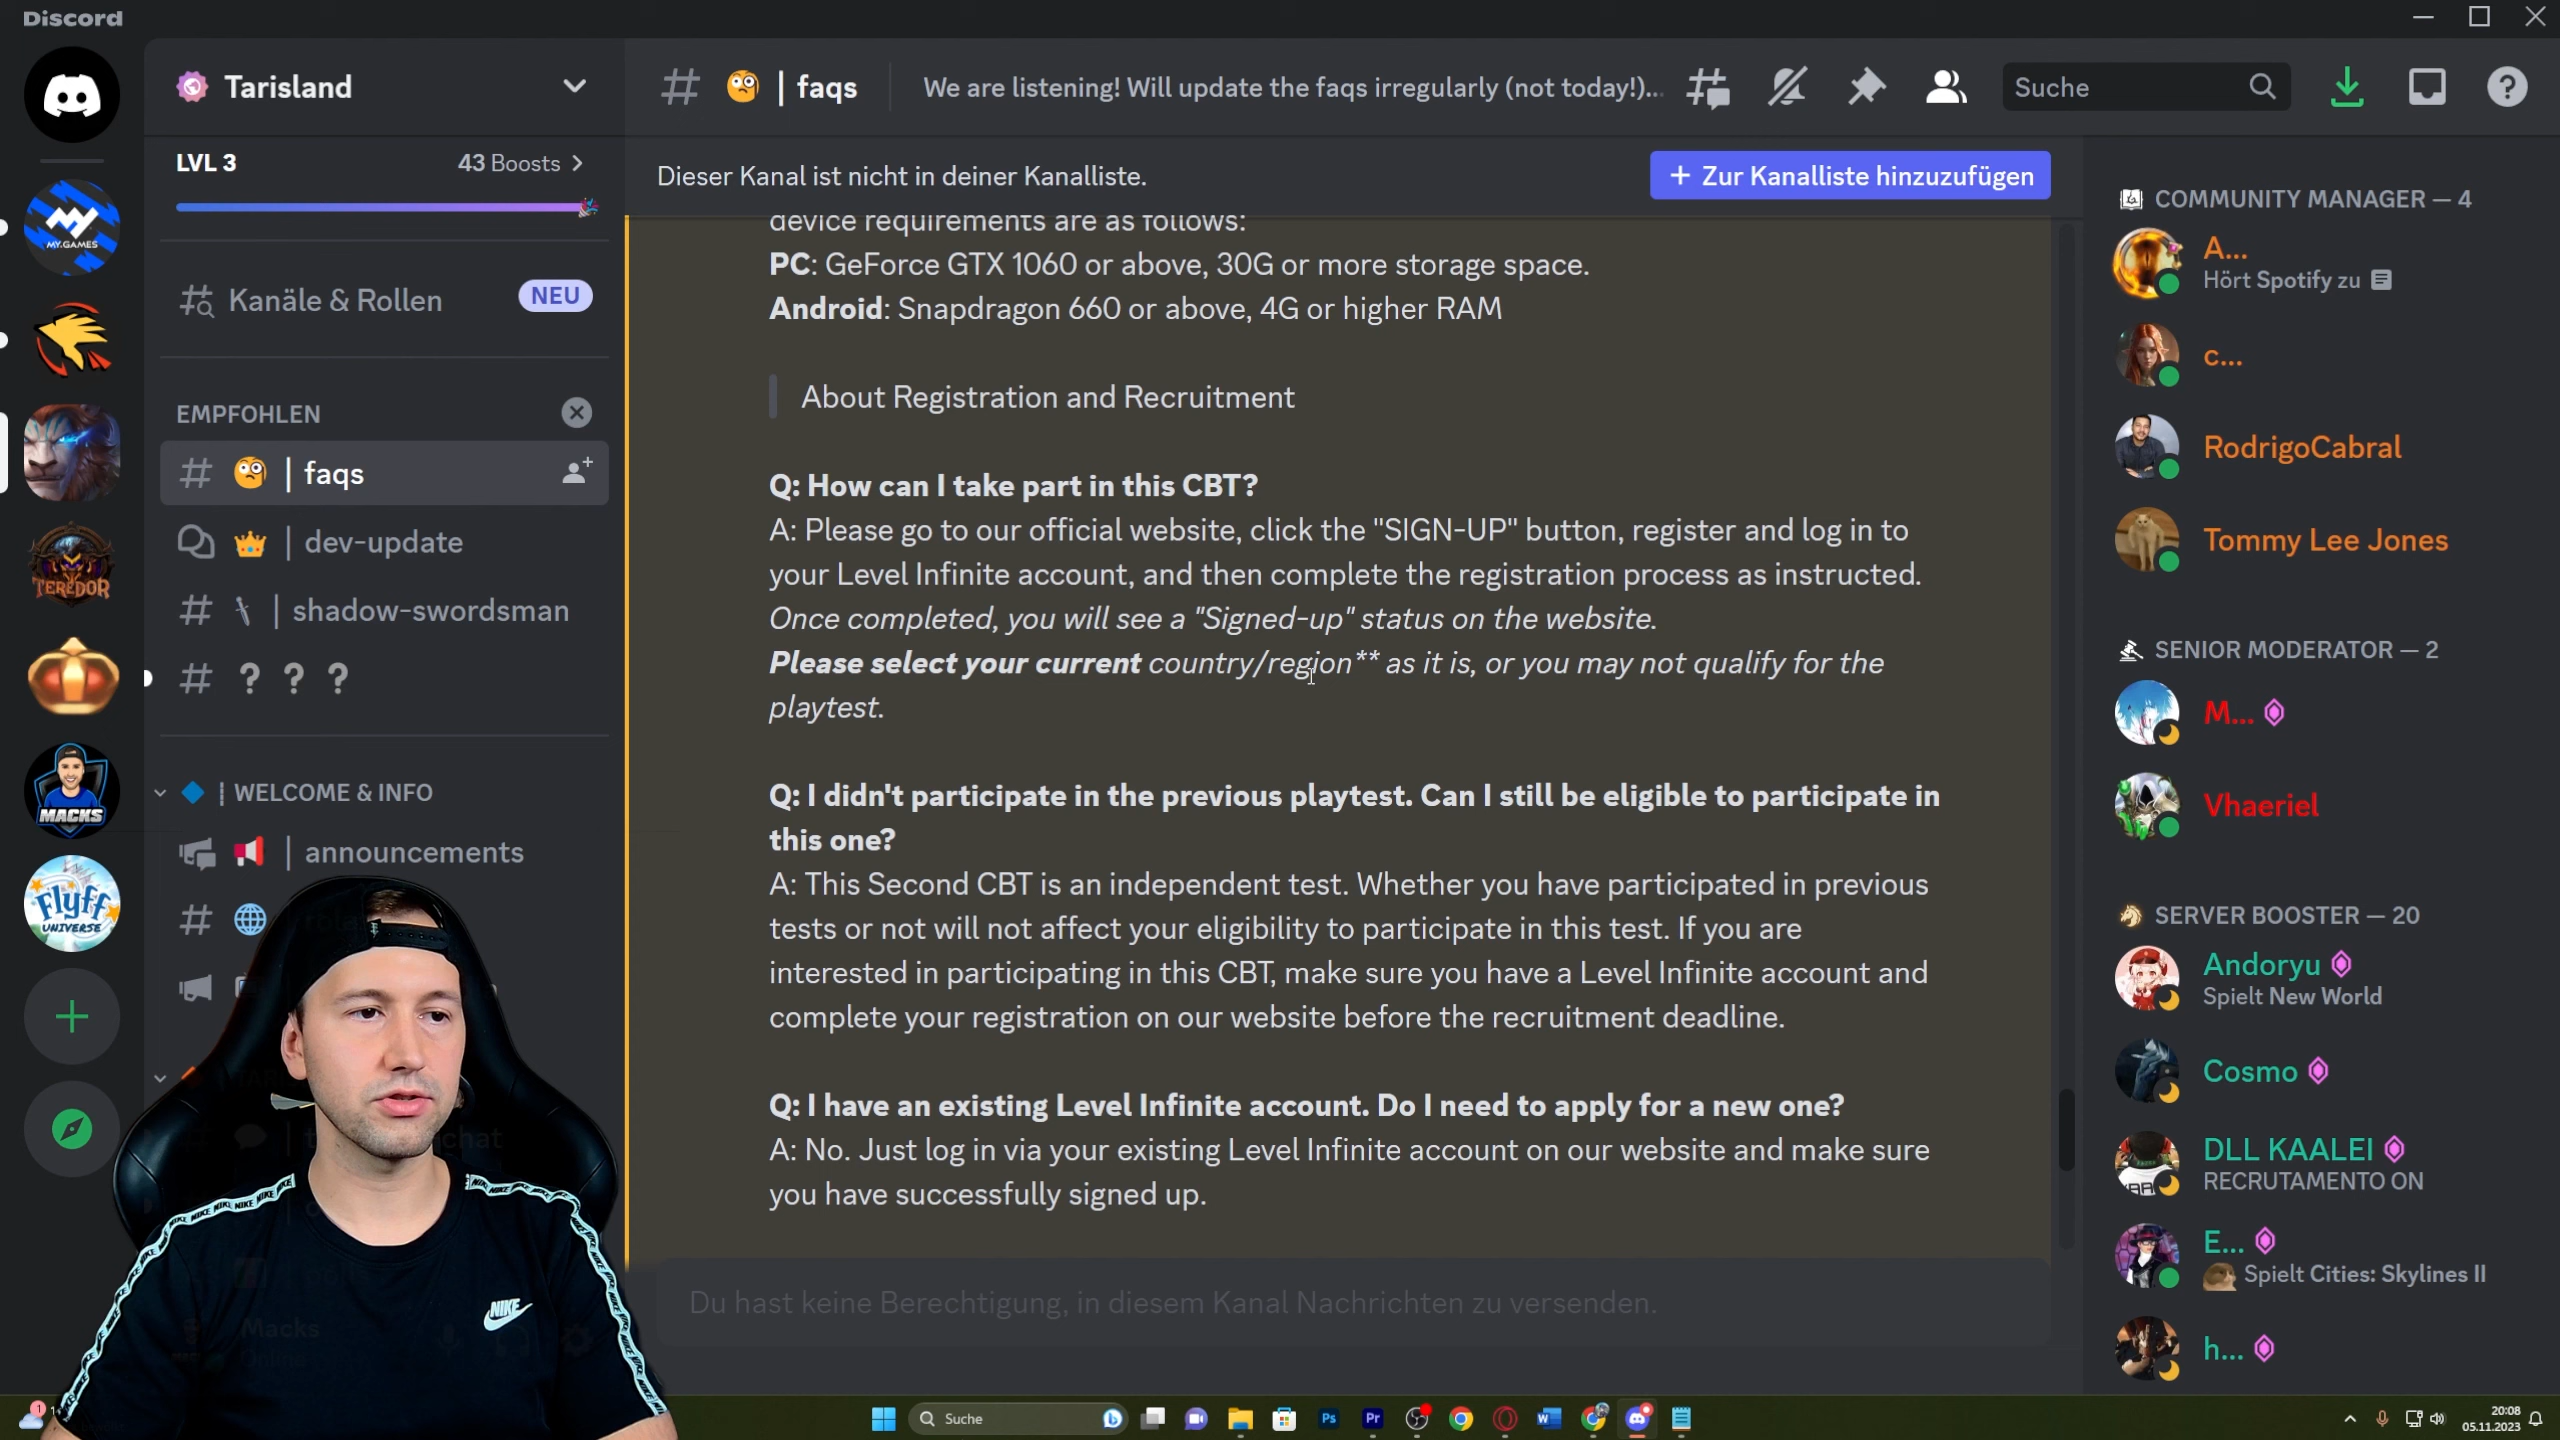 Discord
Tarisland
LVL 3
43 Boosts
Kanäle & Rollen
NEU
EMPFOHLEN
| faqs
| dev-update
| shadow-swordsman
? ? ?
WELCOME & INFO
| announcements
MY.GAMES
TEREDOR
MACKS
Flyff
UNIVERSE
chat
Macks
NIKE
| faqs
We are listening! Will update the faqs irregularly (not today!)...
Suche
Dieser Kanal ist nicht in deiner Kanalliste.
+ Zur Kanalliste hinzuzufügen
device requirements are as follows:
PC: GeForce GTX 1060 or above, 30G or more storage space.
Android: Snapdragon 660 or above, 4G or higher RAM
About Registration and Recruitment
Q: How can I take part in this CBT?
A: Please go to our official website, click the "SIGN-UP" button, register and log in to
your Level Infinite account, and then complete the registration process as instructed.
Once completed, you will see a "Signed-up" status on the website.
Please select your current country/region** as it is, or you may not qualify for the
playtest.
Q: I didn't participate in the previous playtest. Can I still be eligible to participate in
this one?
A: This Second CBT is an independent test. Whether you have participated in previous
tests or not will not affect your eligibility to participate in this test. If you are
interested in participating in this CBT, make sure you have a Level Infinite account and
complete your registration on our website before the recruitment deadline.
Q: I have an existing Level Infinite account. Do I need to apply for a new one?
A: No. Just log in via your existing Level Infinite account on our website and make sure
you have successfully signed up.
Du hast keine Berechtigung, in diesem Kanal Nachrichten zu versenden.
COMMUNITY MANAGER — 4
A...
Hört Spotify zu
c...
RodrigoCabral
Tommy Lee Jones
SENIOR MODERATOR — 2
M...
Vhaeriel
SERVER BOOSTER — 20
Andoryu
Spielt New World
Cosmo
DLL KAALEI
RECRUTAMENTO ON
E...
Spielt Cities: Skylines II
h...
1
Suche
Ps
Pr
20:08
05.11.2023